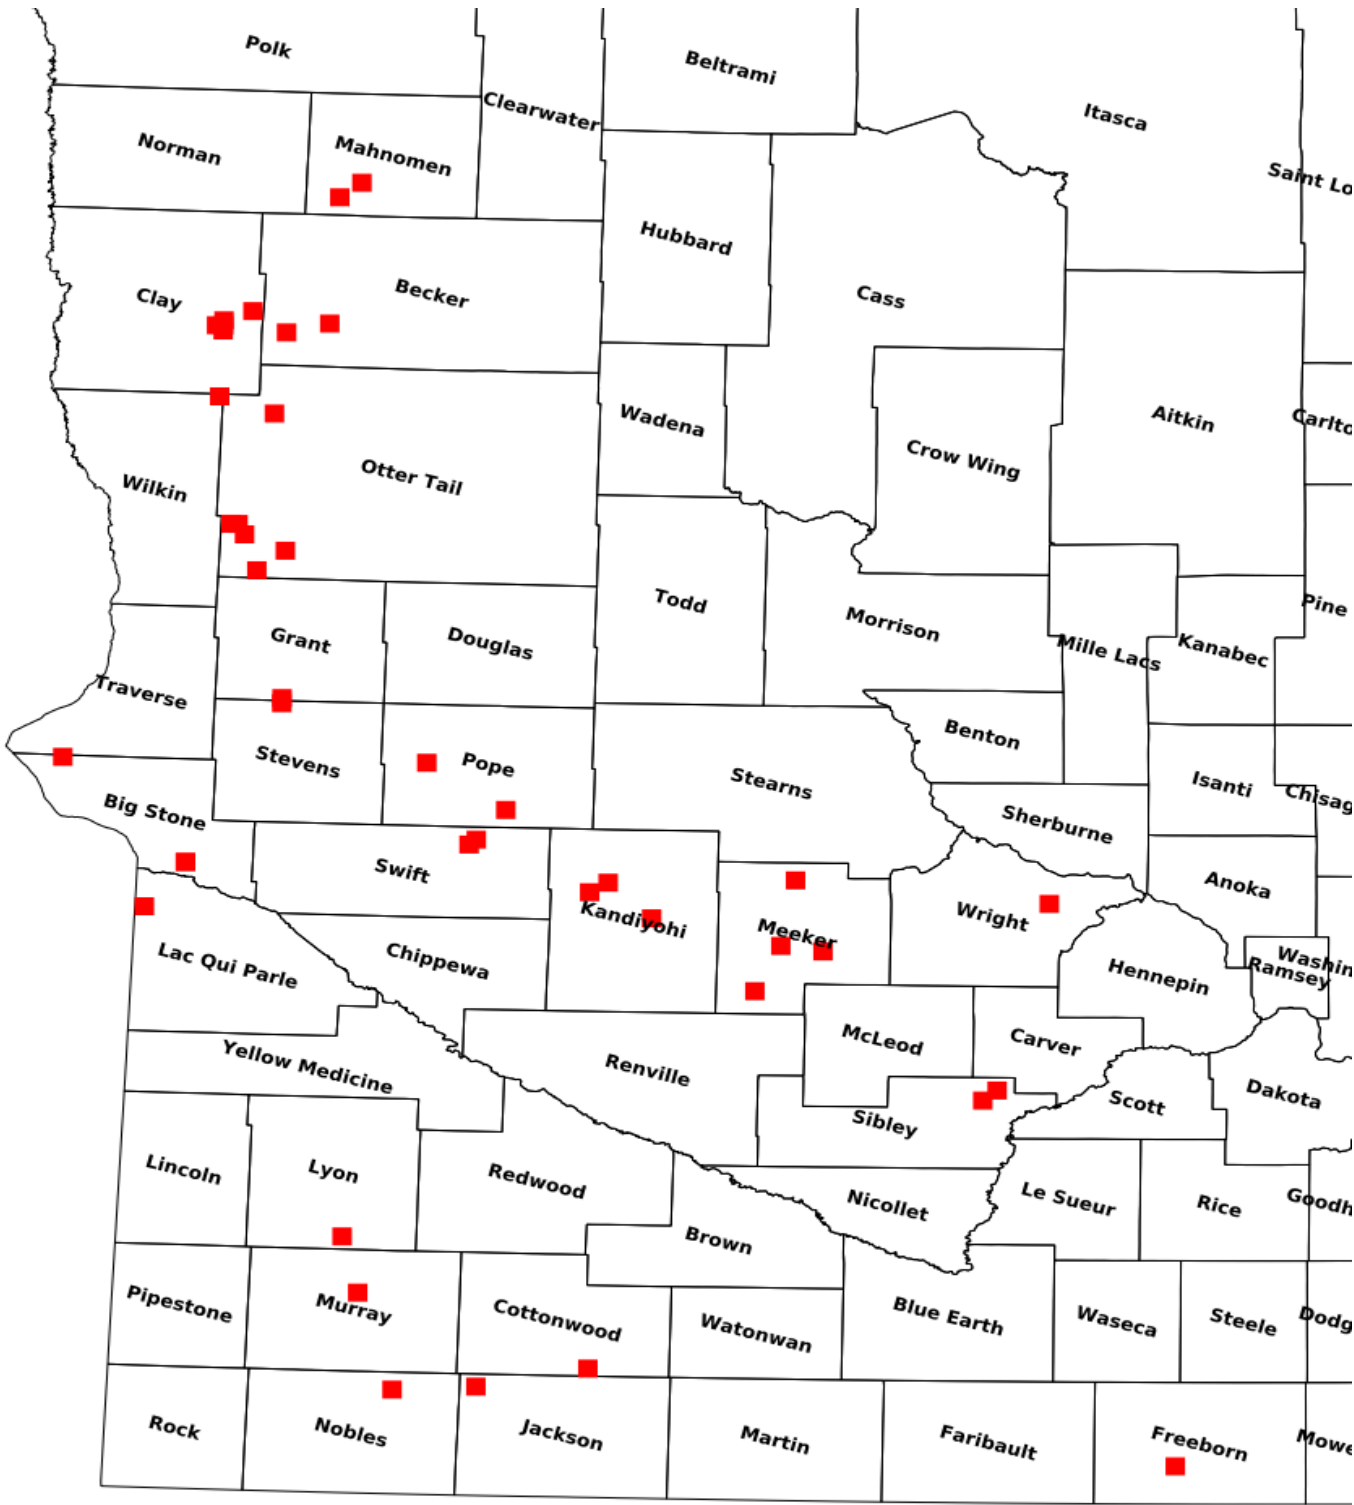 Polk
Beltrami
Clearwater
Itasca
Norman
Mahnomen
Saint Lo
Hubbard
Clay
Becker
Cass
Wadena
Aitkin
Carlto
Crow Wing
Otter Tail
Wilkin
Todd
Pine
Morrison
Grant
Douglas
Mille Lacs
Kanabec
Traverse
Benton
Stevens
Pope
Stearns
Isanti
Chisag
Big Stone
Sherburne
Swift
Anoka
Kandiyohi
Wright
Meeker
Washin
Lac Qui Parle
Chippewa
Hennepin
Ramsey
McLeod
Carver
Yellow Medicine
Renville
Dakota
Scott
Sibley
Lincoln
Lyon
Redwood
Nicollet
Le Sueur
Rice
Goodh
Brown
Pipestone
Murray
Cottonwood
Watonwan
Blue Earth
Waseca
Steele
Dodg
Rock
Nobles
Jackson
Martin
Faribault
Freeborn
Mowe